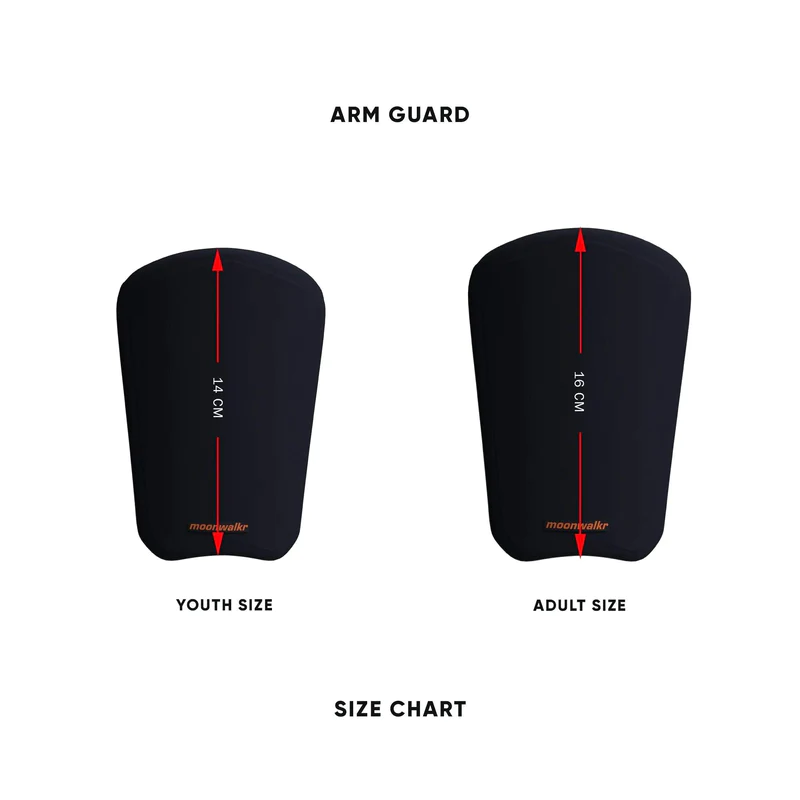 ARM GUARD
14 CM
16 CM
moonwalkr
moonwalkr
YOUTH SIZE
ADULT SIZE
SIZE CHART